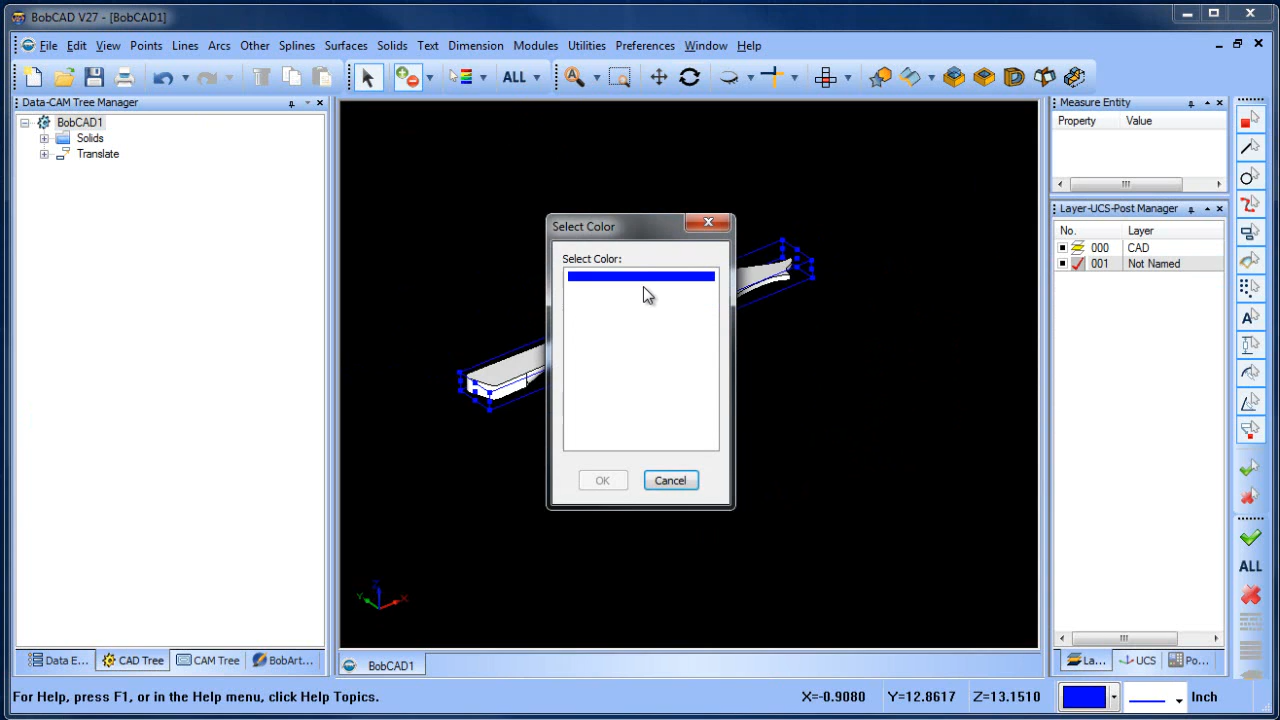 BobCAD V27 - [BobCAD1]
File Edit View Points Lines Arcs Other Splines Surfaces Solids Text Dimension Modules Utilities Preferences Window Help
ALL
Data-CAM Tree Manager
BobCAD1
Solids
Translate
Select Color
Select Color:
OK Cancel
Measure Entity
Property Value
Layer-UCS-Post Manager
No. Layer
000 CAD
001 Not Named
A
ALL
Z
Y
X
Data E... CAD Tree CAM Tree BobArt...
BobCAD1
La... UCS Po...
For Help, press F1, or in the Help menu, click Help Topics.
X=-0.9080 Y=12.8617 Z=13.1510 Inch